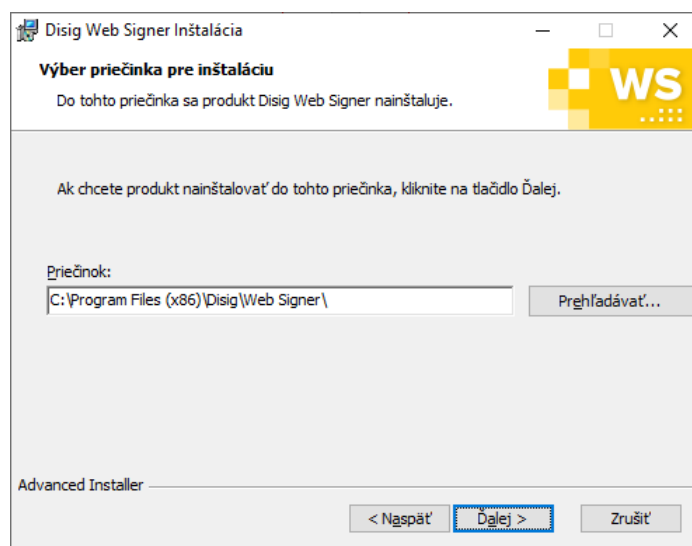 Disig Web Signer Inštalácia
Výber priečinka pre inštaláciu
Do tohto priečinka sa produkt Disig Web Signer nainštaluje.
WS
Ak chcete produkt nainštalovať do tohto priečinka, kliknite na tlačidlo Ďalej.
Priečinok:
C:\Program Files (x86)\Disig\Web Signer\
Prehľadávať...
Advanced Installer
< Naspäť
Ďalej >
Zrušiť